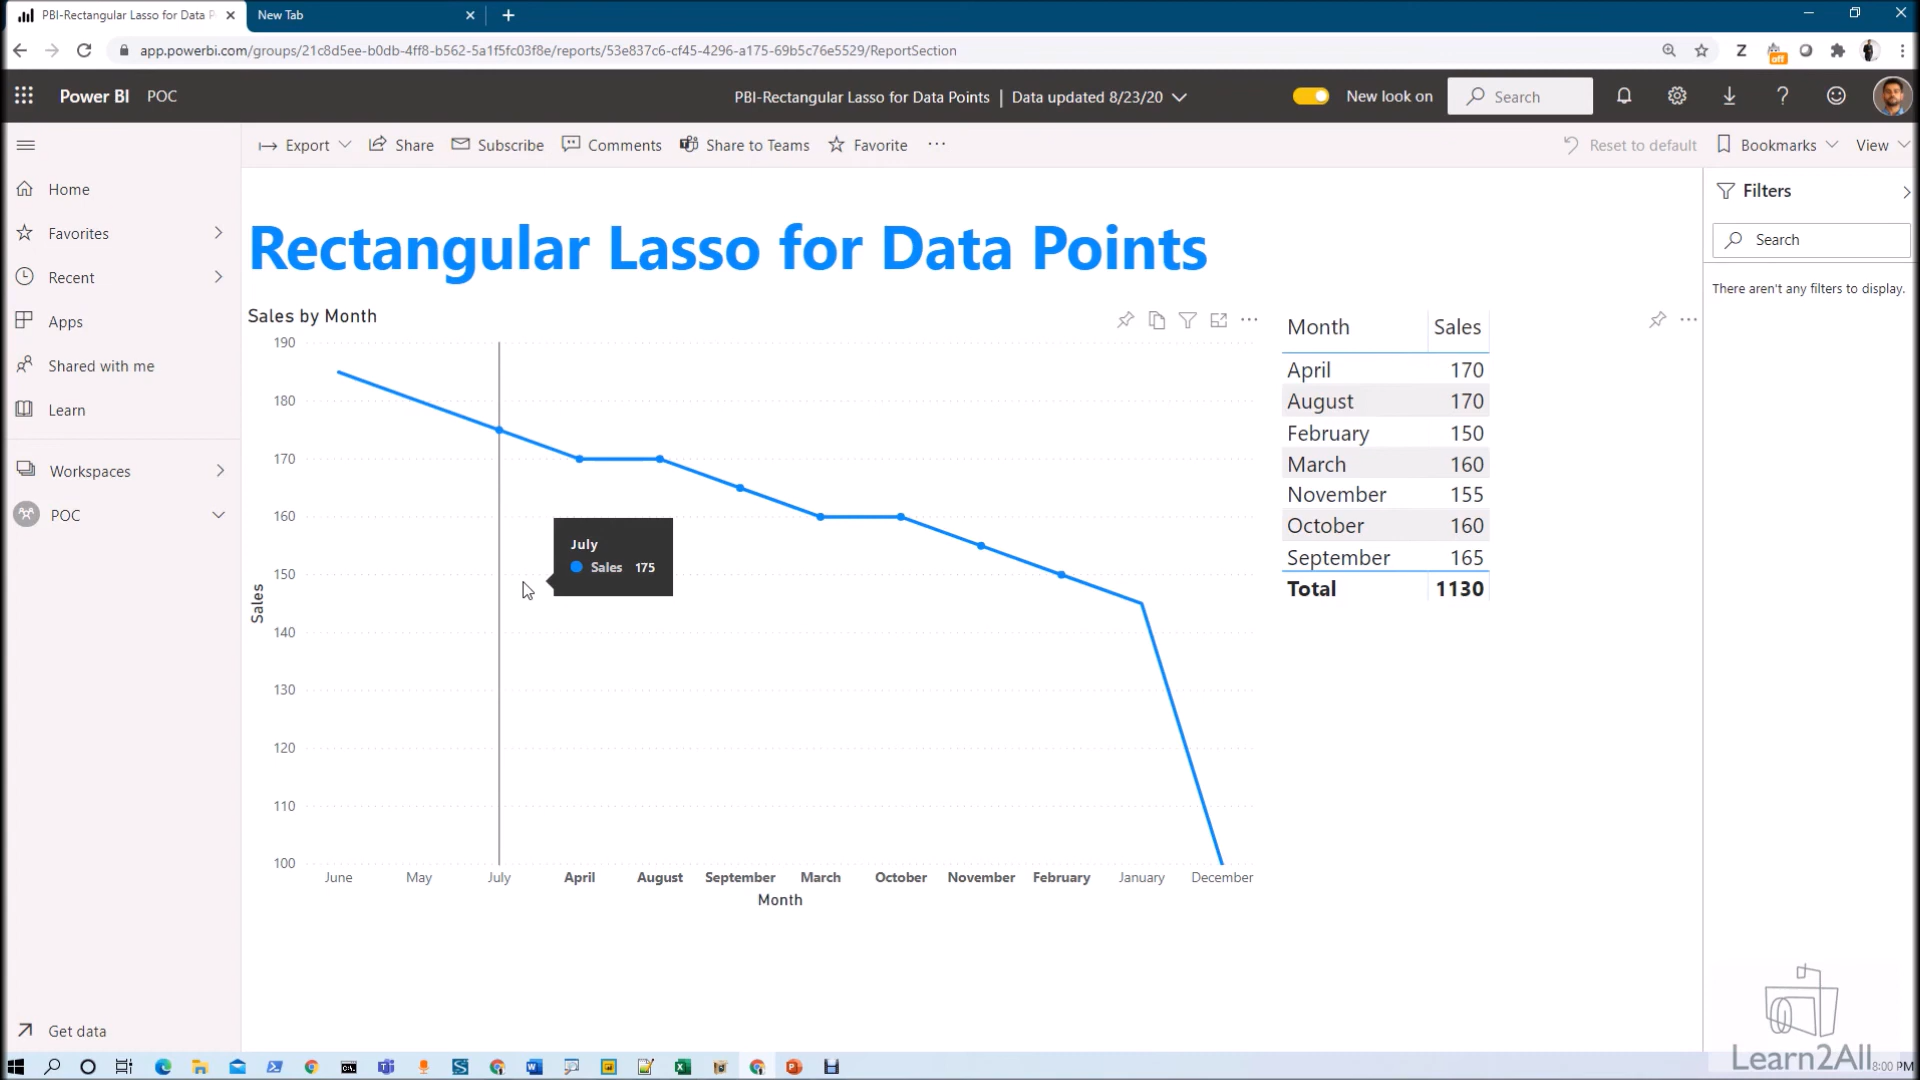 PBI-Rectangular Lasso for Data P
New Tab
app.powerbi.com/groups/21c8d5ee-b0db-4ff8-b562-5a1f5fc03f8e/reports/53e837c6-cf45-4296-a175-69b5c76e5529/ReportSection
Z
off
Power BI POC
PBI-Rectangular Lasso for Data Points | Data updated 8/23/20
New look on
Search
Export Share Subscribe Comments Share to Teams Favorite ···
Reset to default Bookmarks View
Home
Favorites
Recent
Apps
Shared with me
Learn
Workspaces
POC
Get data
Rectangular Lasso for Data Points
Sales by Month
190
180
170
160
150
140
130
120
110
100
Sales
July
Sales 175
June May July April August September March October November February January December
Month
Month Sales
April 170
August 170
February 150
March 160
November 155
October 160
September 165
Total 1130
Filters
Search
There aren't any filters to display.
Learn2All
8:00 PM